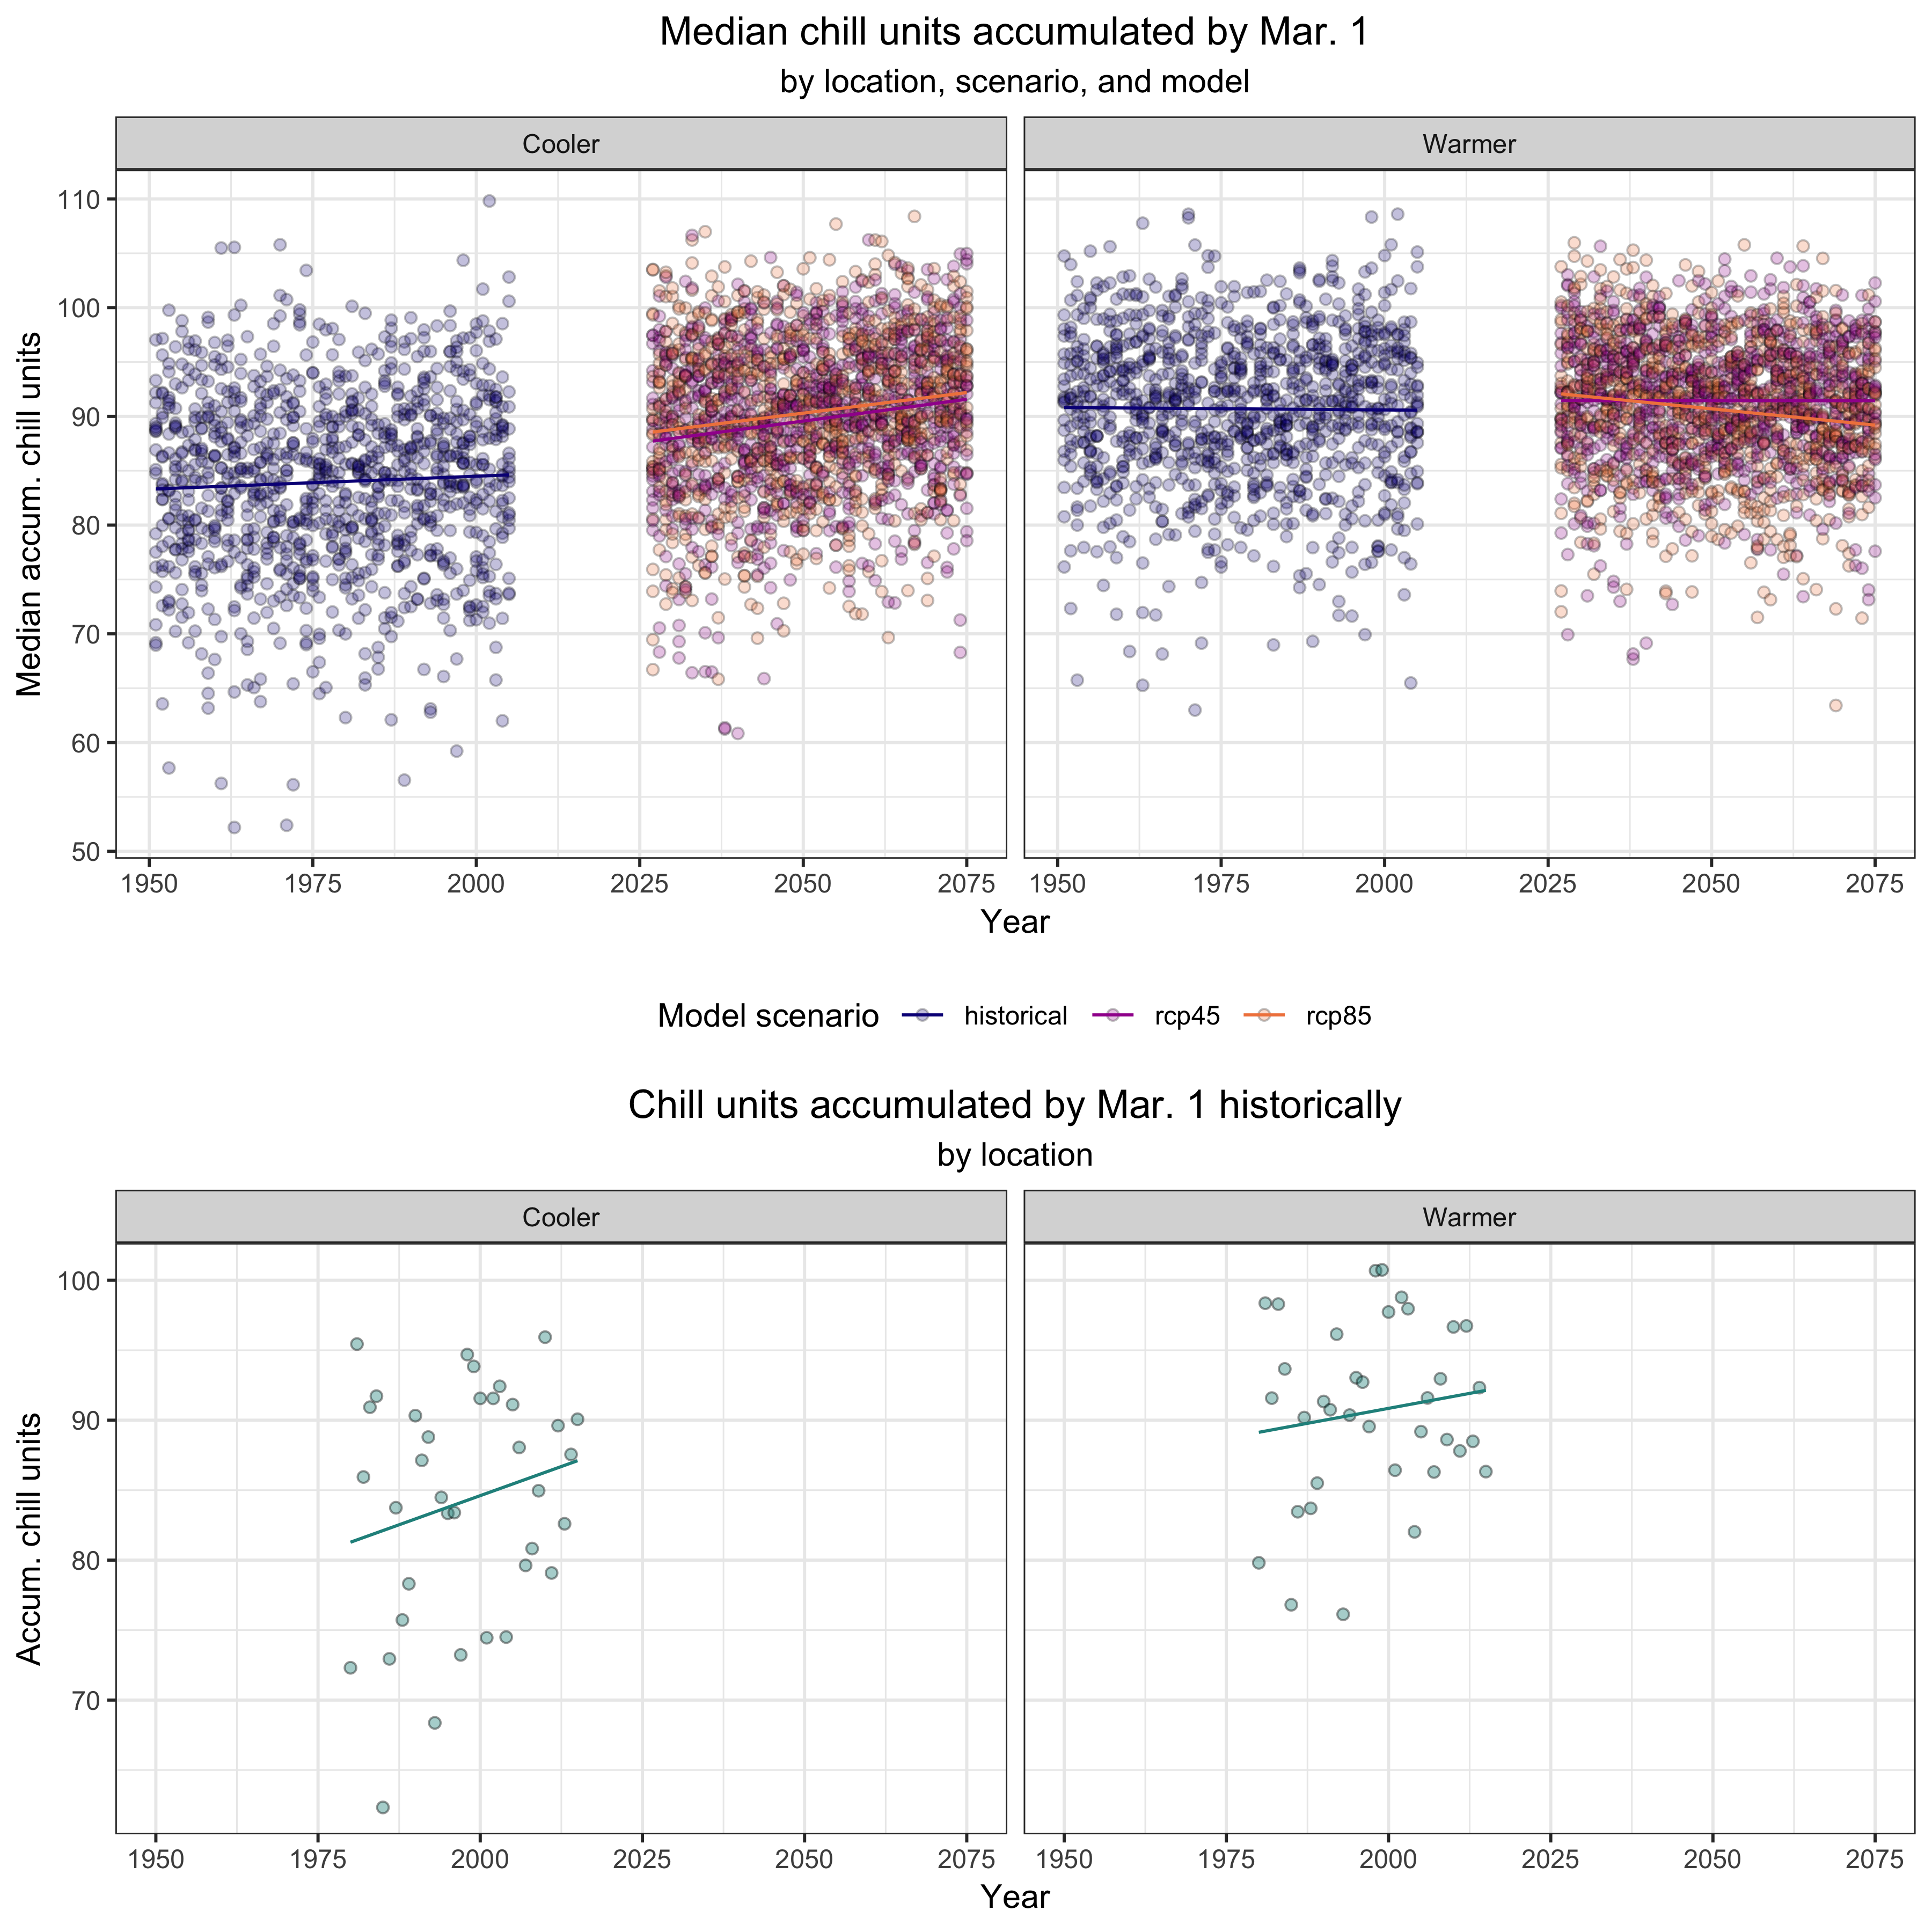 Median chill units accumulated by Mar. 1
by location, scenario, and model
Cooler
Warmer
Median accum. chill units
110
100
90
80
70
60
50
1950 1975 2000 2025 2050 2075
1950 1975 2000 2025 2050 2075
Year
Model scenario historical rcp45 rcp85
Chill units accumulated by Mar. 1 historically
by location
Cooler
Warmer
Accum. chill units
100
90
80
70
1950 1975 2000 2025 2050 2075
1950 1975 2000 2025 2050 2075
Year